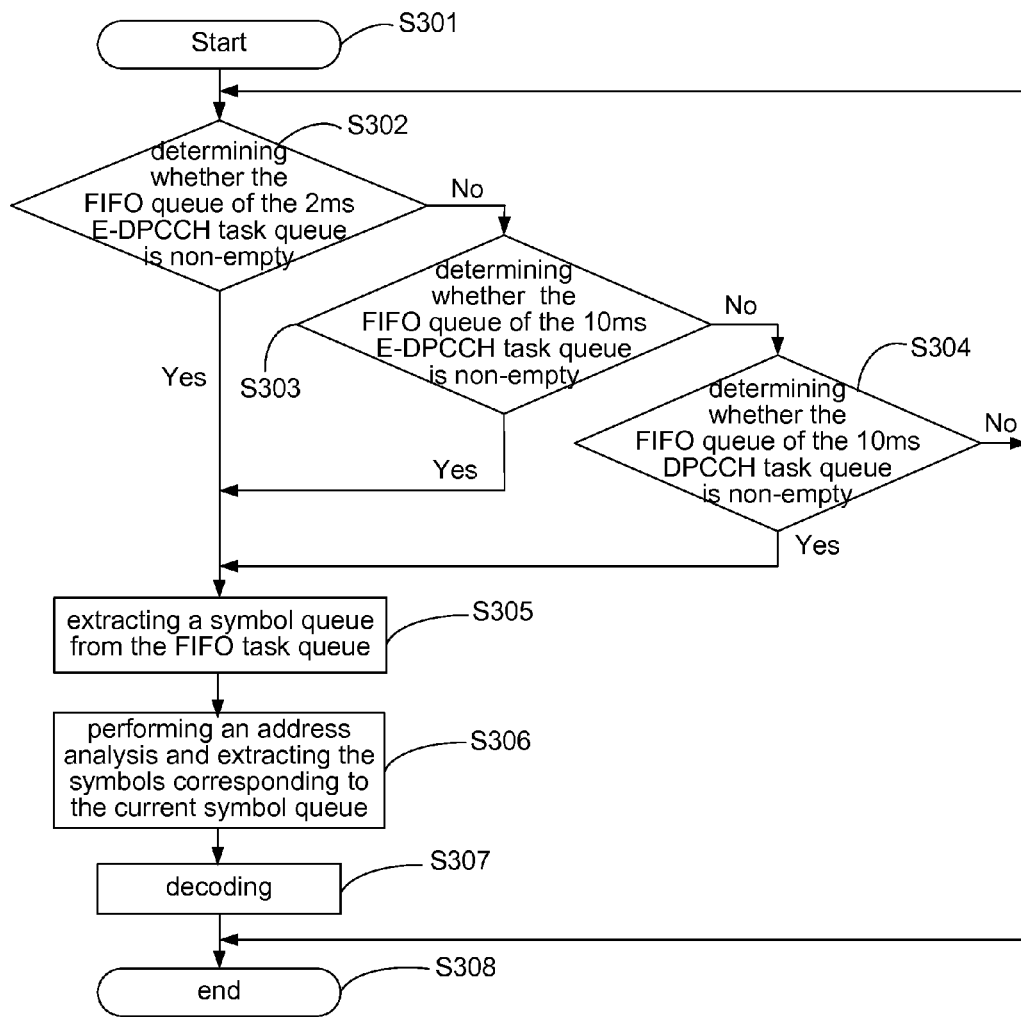 Start
S301
S302
determining
whether the
FIFO queue of the 2ms
E-DPCCH task queue
is non-empty
No
Yes
determining
whether the
FIFO queue of the 10ms
E-DPCCH task queue
is non-empty
S303
No
Yes
S304
determining
whether the
FIFO queue of the 10ms
DPCCH task queue
is non-empty
No
Yes
extracting a symbol queue
from the FIFO task queue
S305
performing an address
analysis and extracting the
symbols corresponding to
the current symbol queue
S306
decoding
S307
end
S308